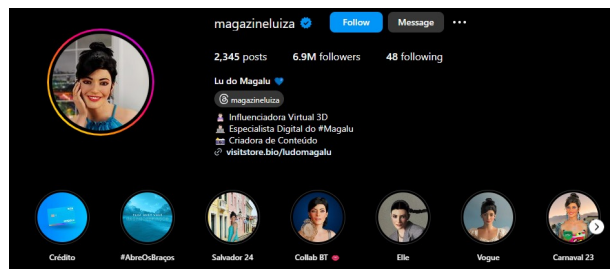 magazineluiza Follow Message
2,345 posts 6.9M followers 48 following
Lu do Magalu
magazineluiza
Influenciadora Virtual 3D
Especialista Digital do #Magalu
Criadora de Conteúdo
visitstore.bio/ludomagalu
Crédito #AbreOsBraços Salvador 24 Collab BT Elle Vogue Carnaval 23